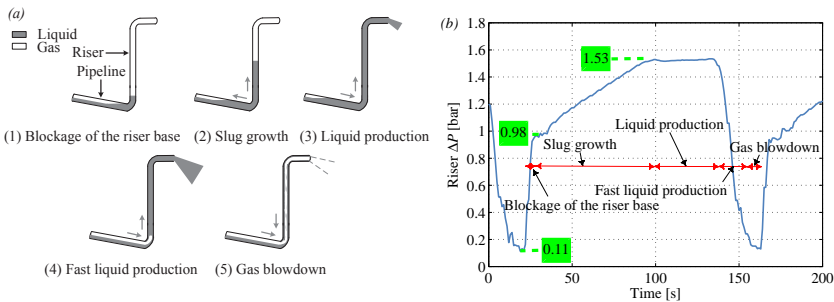 (a)
Liquid
Gas
Riser
Pipeline
(1) Blockage of the riser base
(2) Slug growth
(3) Liquid production
(4) Fast liquid production
(5) Gas blowdown
(b)
Riser ΔP [bar]
1.8
1.6
1.4
1.2
1
0.8
0.6
0.4
0.2
0
1.53
0.98
0.11
Liquid production
Slug growth
Gas blowdown
Fast liquid production
Blockage of the riser base
0
50
100
150
200
Time [s]